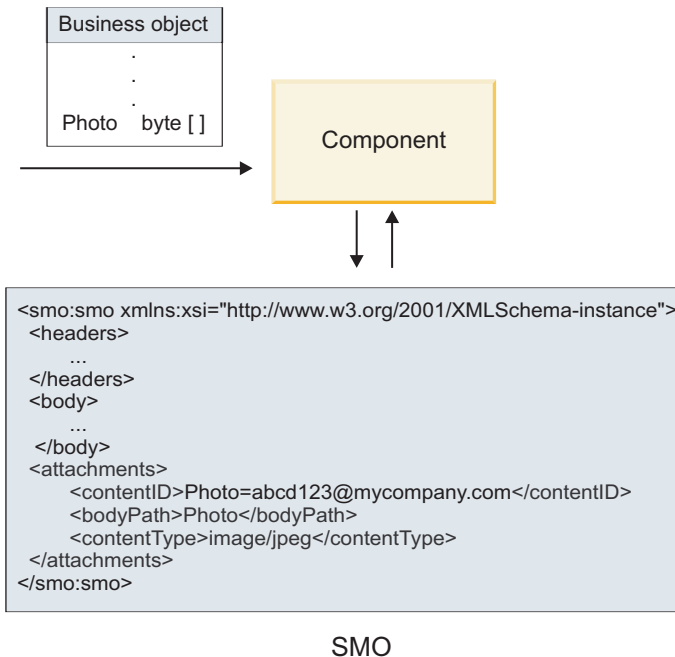 Business object
.
.
.
Photo byte [ ]
Component
<smo:smo xmlns:xsi="http://www.w3.org/2001/XMLSchema-instance">
<headers>
...
</headers>
<body>
...
</body>
<attachments>
<contentID>Photo=abcd123@mycompany.com</contentID>
<bodyPath>Photo</bodyPath>
<contentType>image/jpeg</contentType>
</attachments>
</smo:smo>
SMO